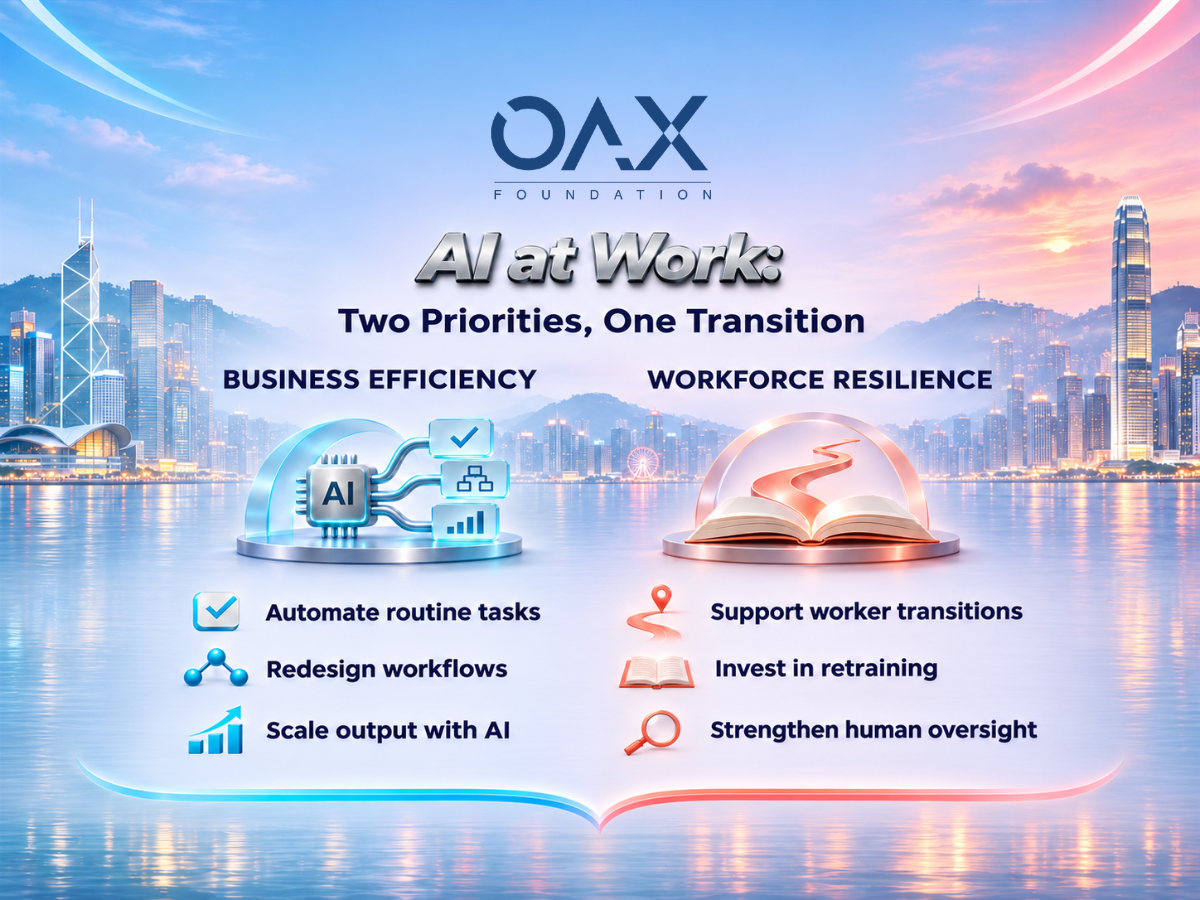 OAX
FOUNDATION
AI at Work:
Two Priorities, One Transition
BUSINESS EFFICIENCY
AI
Automate routine tasks
Redesign workflows
Scale output with AI
WORKFORCE RESILIENCE
Support worker transitions
Invest in retraining
Strengthen human oversight